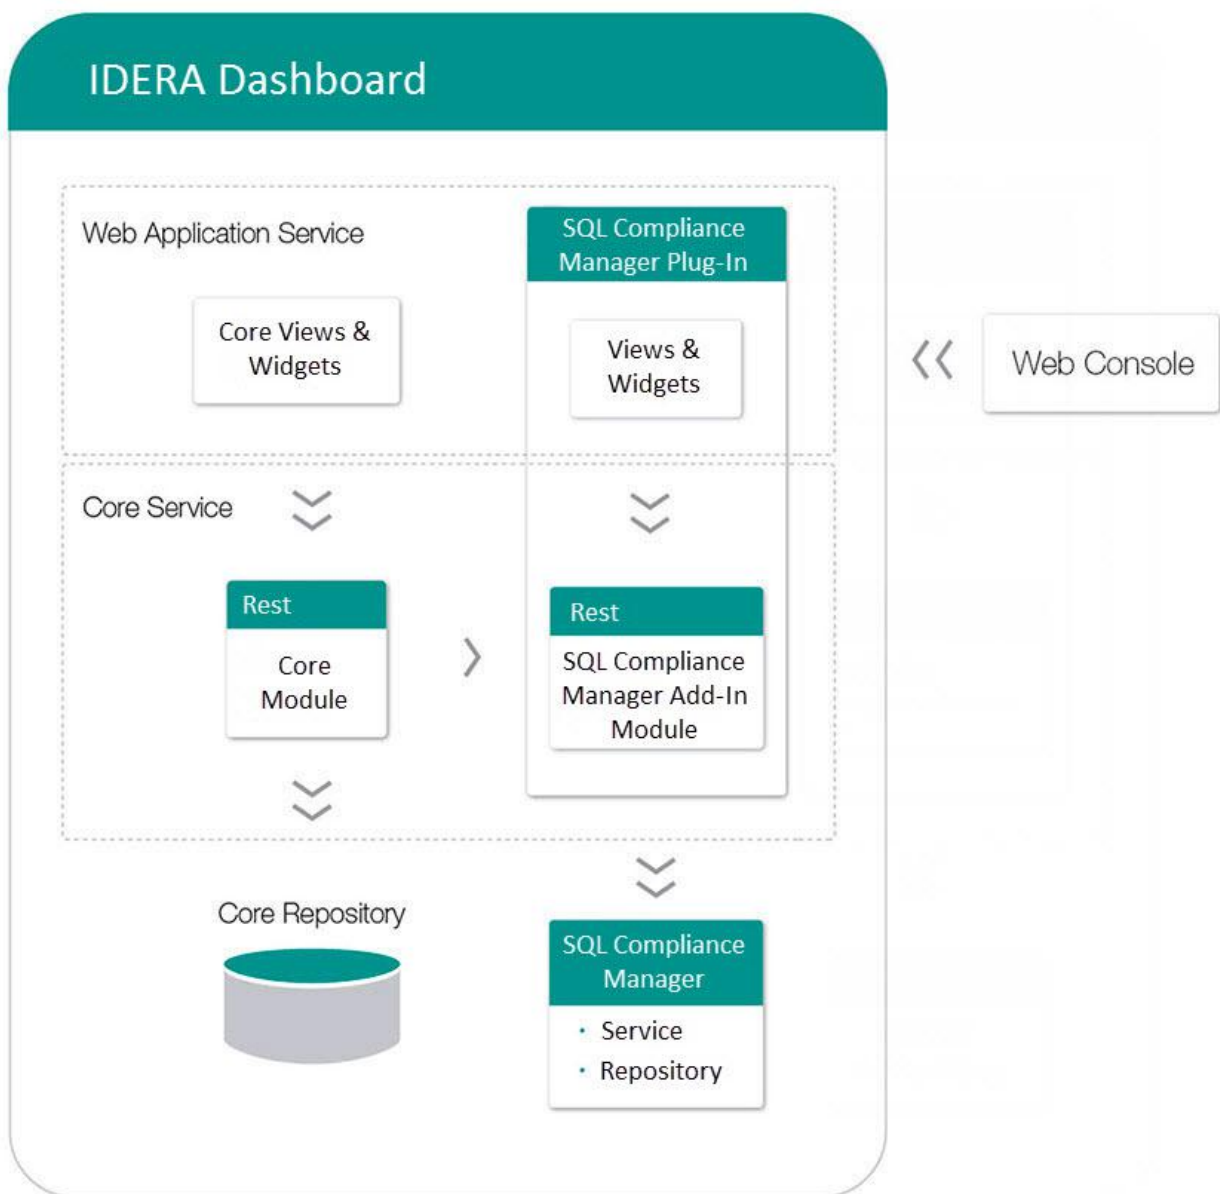 IDERA Dashboard
Web Application Service
SQL Compliance
Manager Plug-In
Core Views &
Widgets
Views &
Widgets
Web Console
Core Service
Rest
Core
Module
Rest
SQL Compliance
Manager Add-In
Module
Core Repository
SQL Compliance
Manager
· Service
· Repository